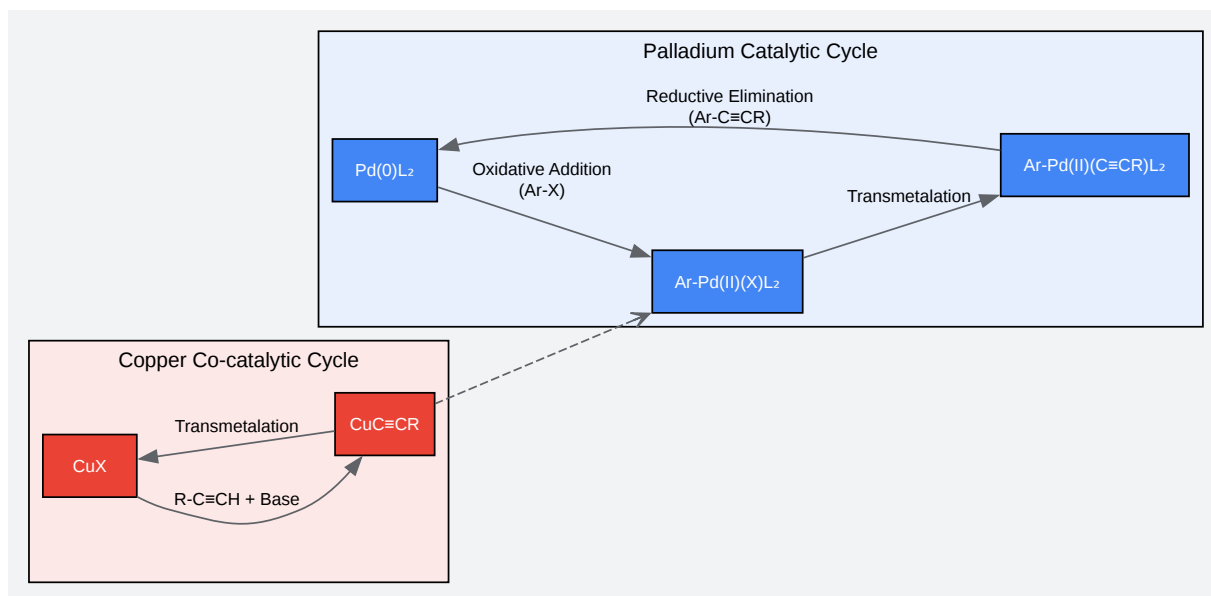 Palladium Catalytic Cycle
Reductive Elimination
(Ar-C≡CR)
Pd(0)L₂
Oxidative Addition
(Ar-X)
Ar-Pd(II)(C≡CR)L₂
Transmetalation
Ar-Pd(II)(X)L₂
Copper Co-catalytic Cycle
CuC≡CR
Transmetalation
CuX
R-C≡CH + Base